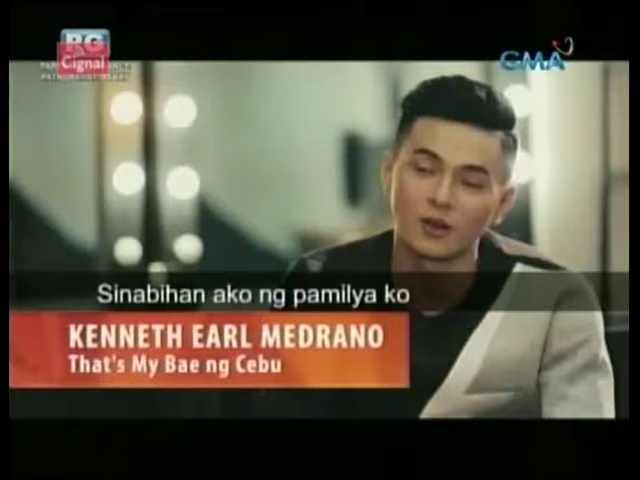 PG
Cignal
GMA
Sinabihan ako ng pamilya ko
KENNETH EARL MEDRANO
That's My Bae ng Cebu